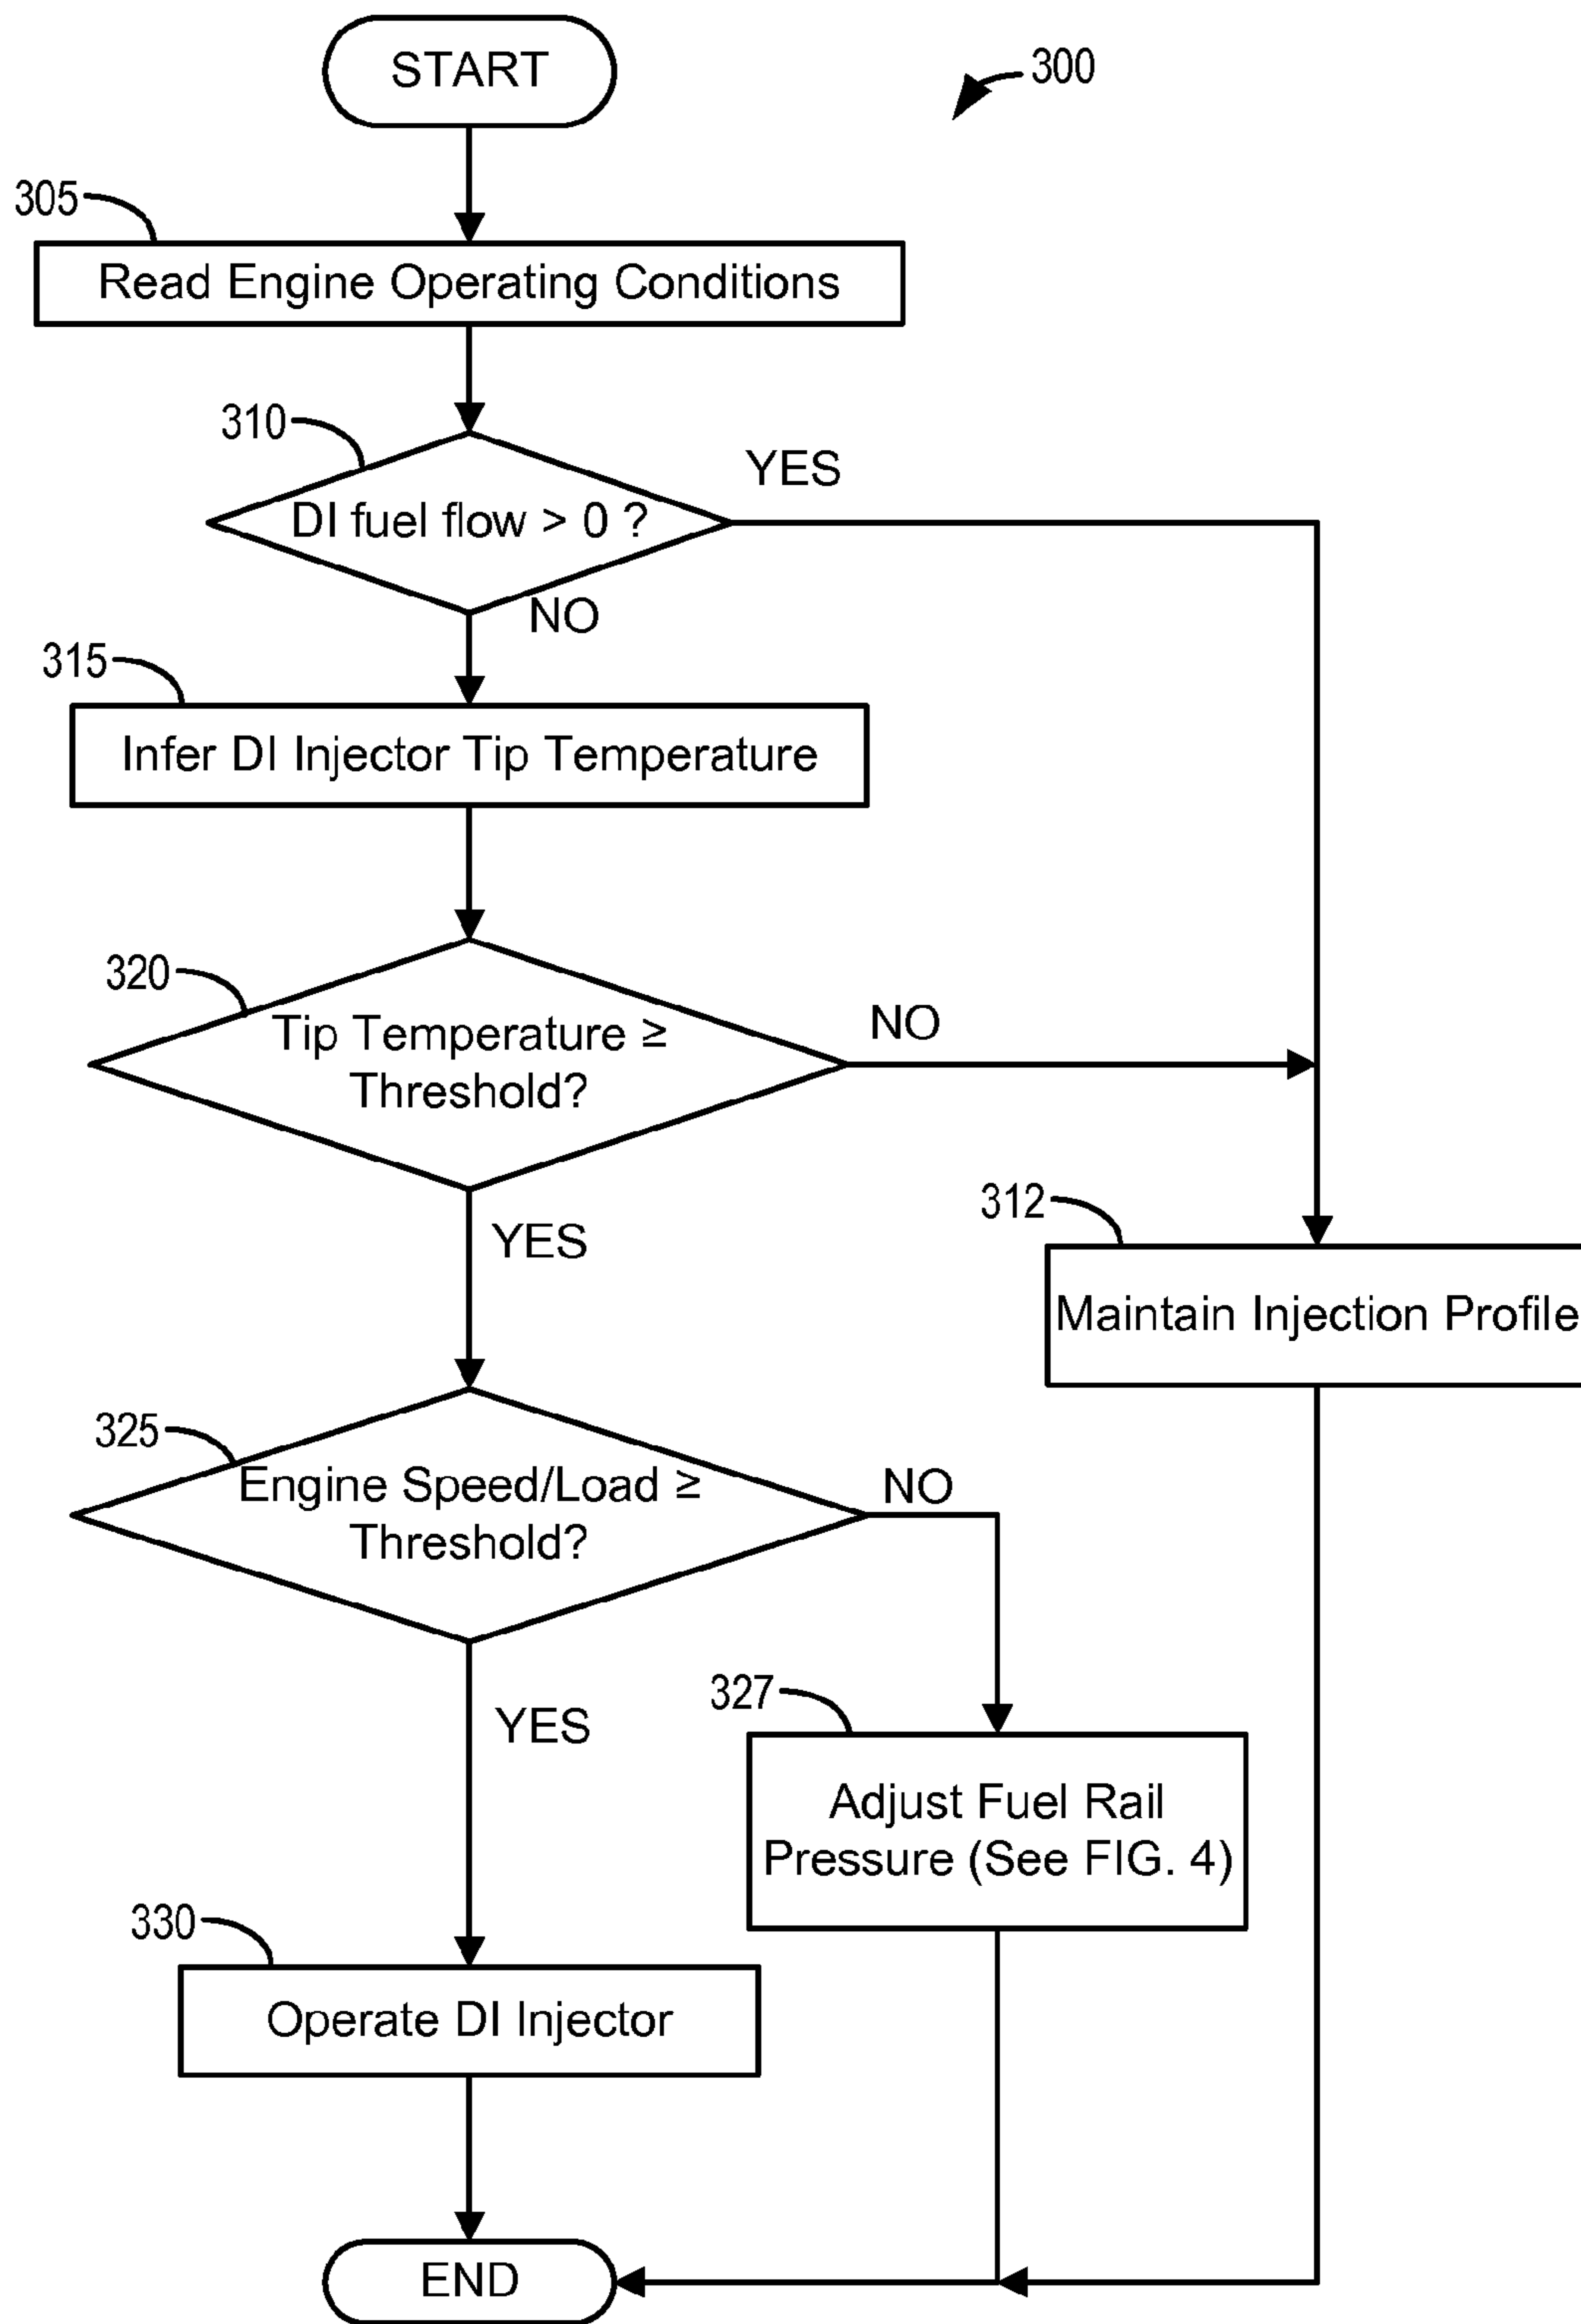 START
300
305
Read Engine Operating Conditions
310
YES
DI fuel flow > 0 ?
NO
315
Infer DI Injector Tip Temperature
320
NO
Tip Temperature ≥
Threshold?
YES
312
Maintain Injection Profile
325
NO
Engine Speed/Load ≥
Threshold?
327
YES
Adjust Fuel Rail
Pressure (See FIG. 4)
330
Operate DI Injector
END